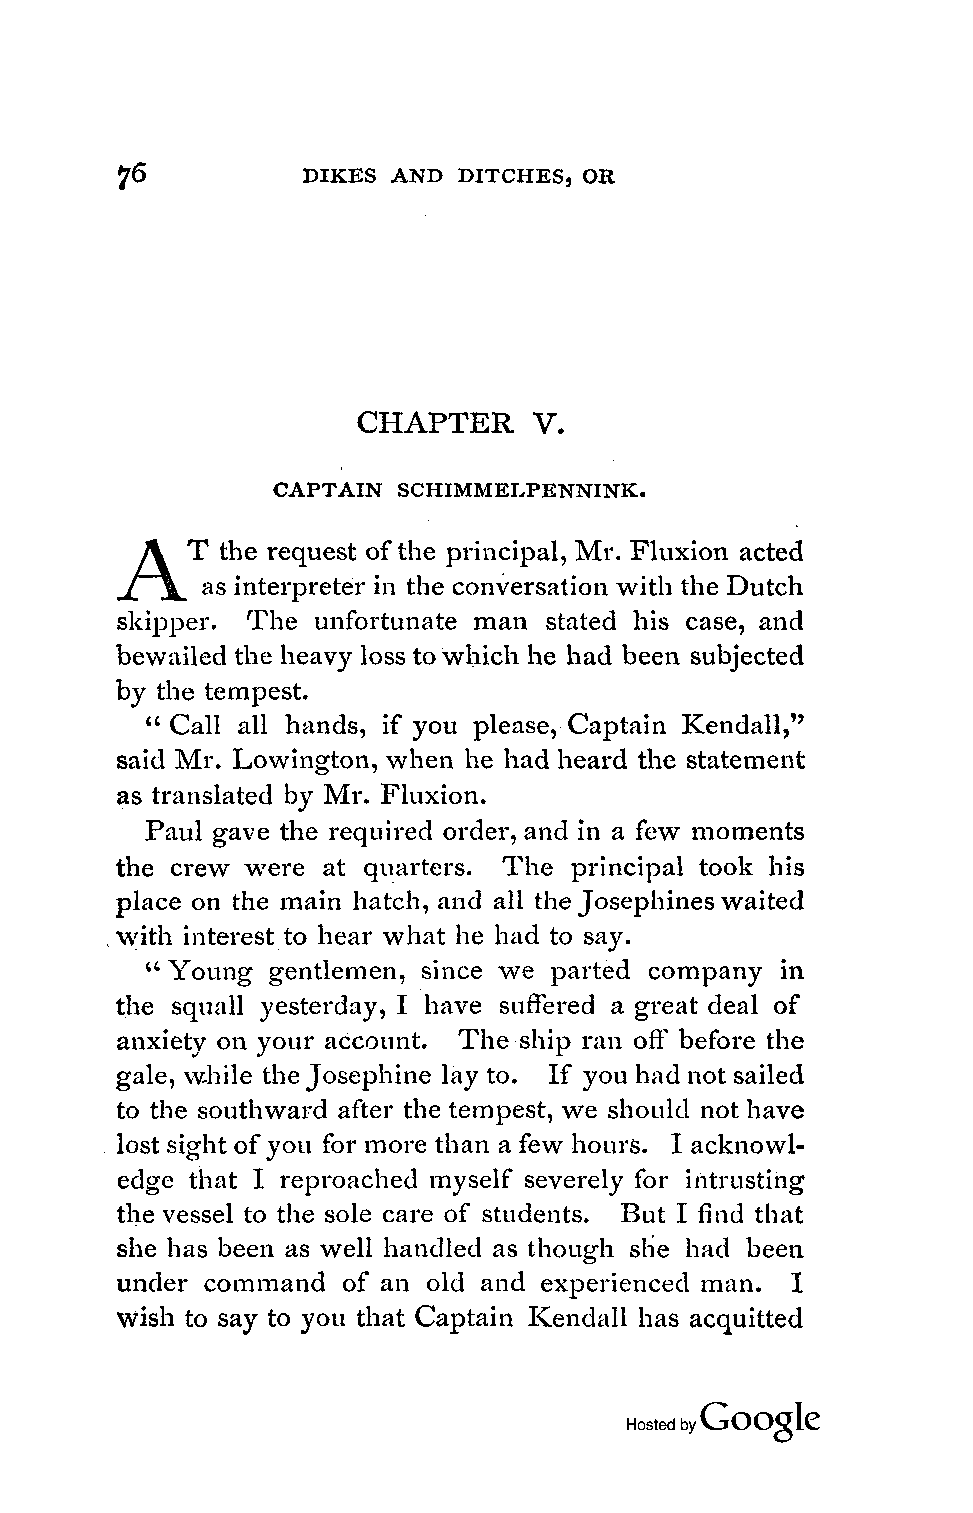 76 DIKES AND DITCHES, OR
CHAPTER V.
CAPTAIN SCHIMMELPENNINK.
AT the request of the principal, Mr. Fluxion acted
as interpreter in the conversation with the Dutch
skipper. The unfortunate man stated his case, and
bewailed the heavy loss to which he had been subjected
by the tempest.
“Call all hands, if you please, Captain Kendall,”
said Mr. Lowington, when he had heard the statement
as translated by Mr. Fluxion.
Paul gave the required order, and in a few moments
the crew were at quarters. The principal took his
place on the main hatch, and all the Josephines waited
with interest to hear what he had to say.
“Young gentlemen, since we parted company in
the squall yesterday, I have suffered a great deal of
anxiety on your account. The ship ran off before the
gale, while the Josephine lay to. If you had not sailed
to the southward after the tempest, we should not have
lost sight of you for more than a few hours. I acknowl-
edge that I reproached myself severely for intrusting
the vessel to the sole care of students. But I find that
she has been as well handled as though she had been
under command of an old and experienced man. I
wish to say to you that Captain Kendall has acquitted
Hosted by Google